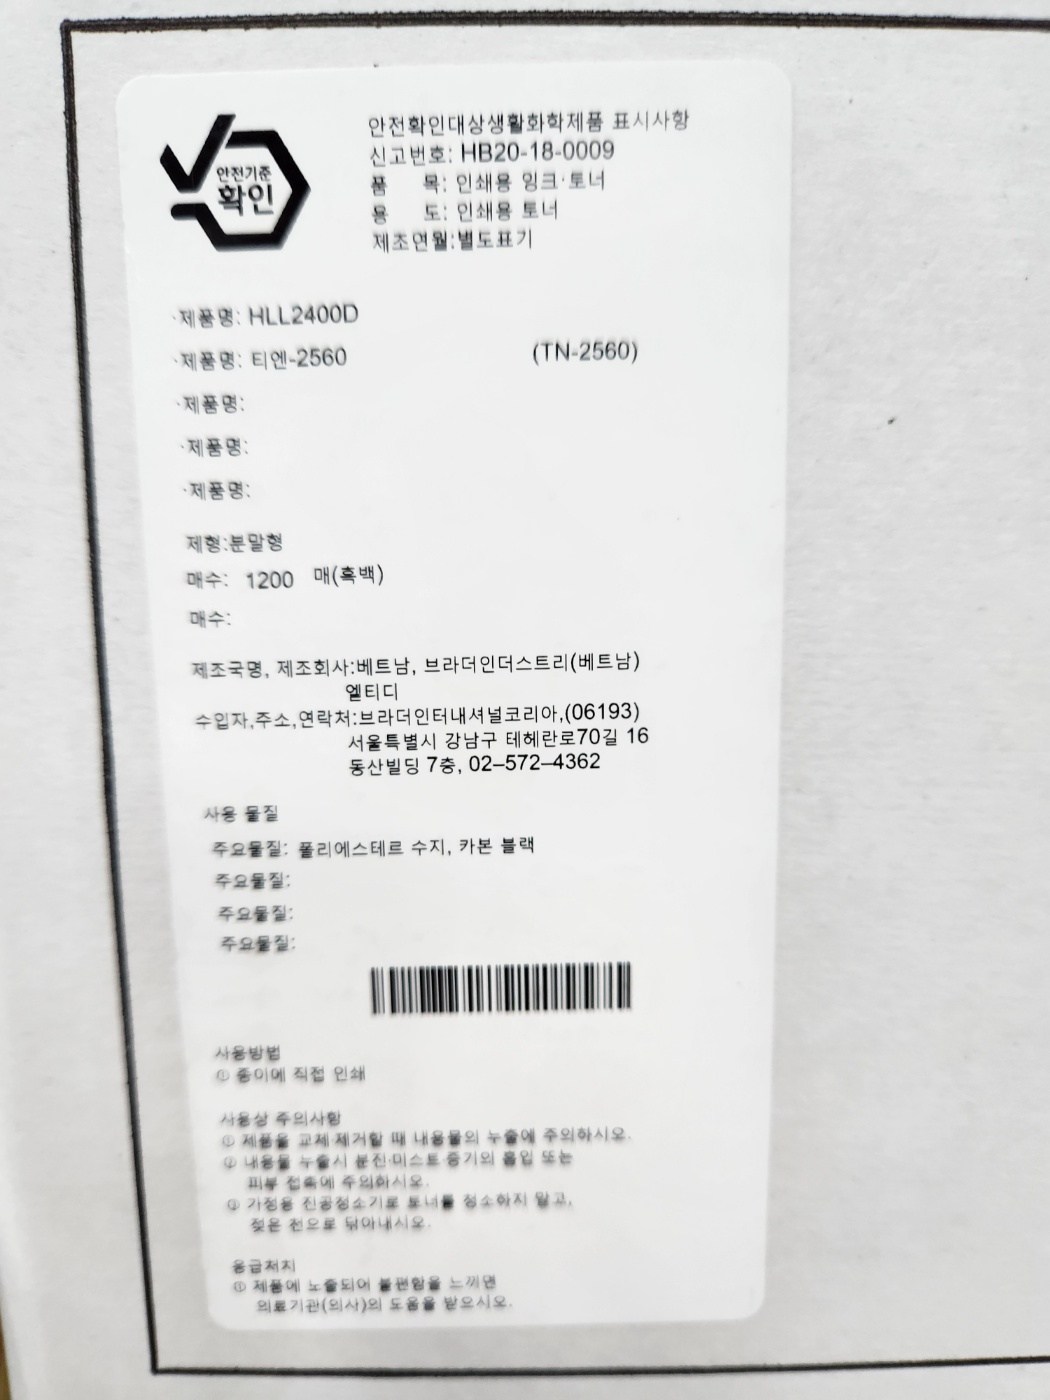 안전기준
확인
안전확인대상생활화학제품 표시사항
신고번호: HB20-18-0009
품 목: 인쇄용 잉크·토너
용 도: 인쇄용 토너
제조연월:별도표기
·제품명: HLL2400D
·제품명: 티엔-2560 (TN-2560)
·제품명:
·제품명:
·제품명:
제형:분말형
매수: 1200 매(흑백)
매수:
제조국명, 제조회사:베트남, 브라더인더스트리(베트남)
엘티디
수입자,주소,연락처:브라더인터내셔널코리아,(06193)
서울특별시 강남구 테헤란로70길 16
동산빌딩 7층, 02–572–4362
사용 물질
주요물질: 폴리에스테르 수지, 카본 블랙
주요물질:
주요물질:
주요물질:
사용방법
① 종이에 직접 인쇄
사용상 주의사항
① 제품을 교체 제거할 때 내용물의 누출에 주의하시오.
② 내용물 누출시 분진·미스트·증기의 흡입 또는
피부 접촉에 주의하시오.
③ 가정용 진공청소기로 토너를 청소하지 말고,
젖은 천으로 닦아내시오.
응급처치
① 제품에 노출되어 불편함을 느끼면
의료기관(의사)의 도움을 받으시오.